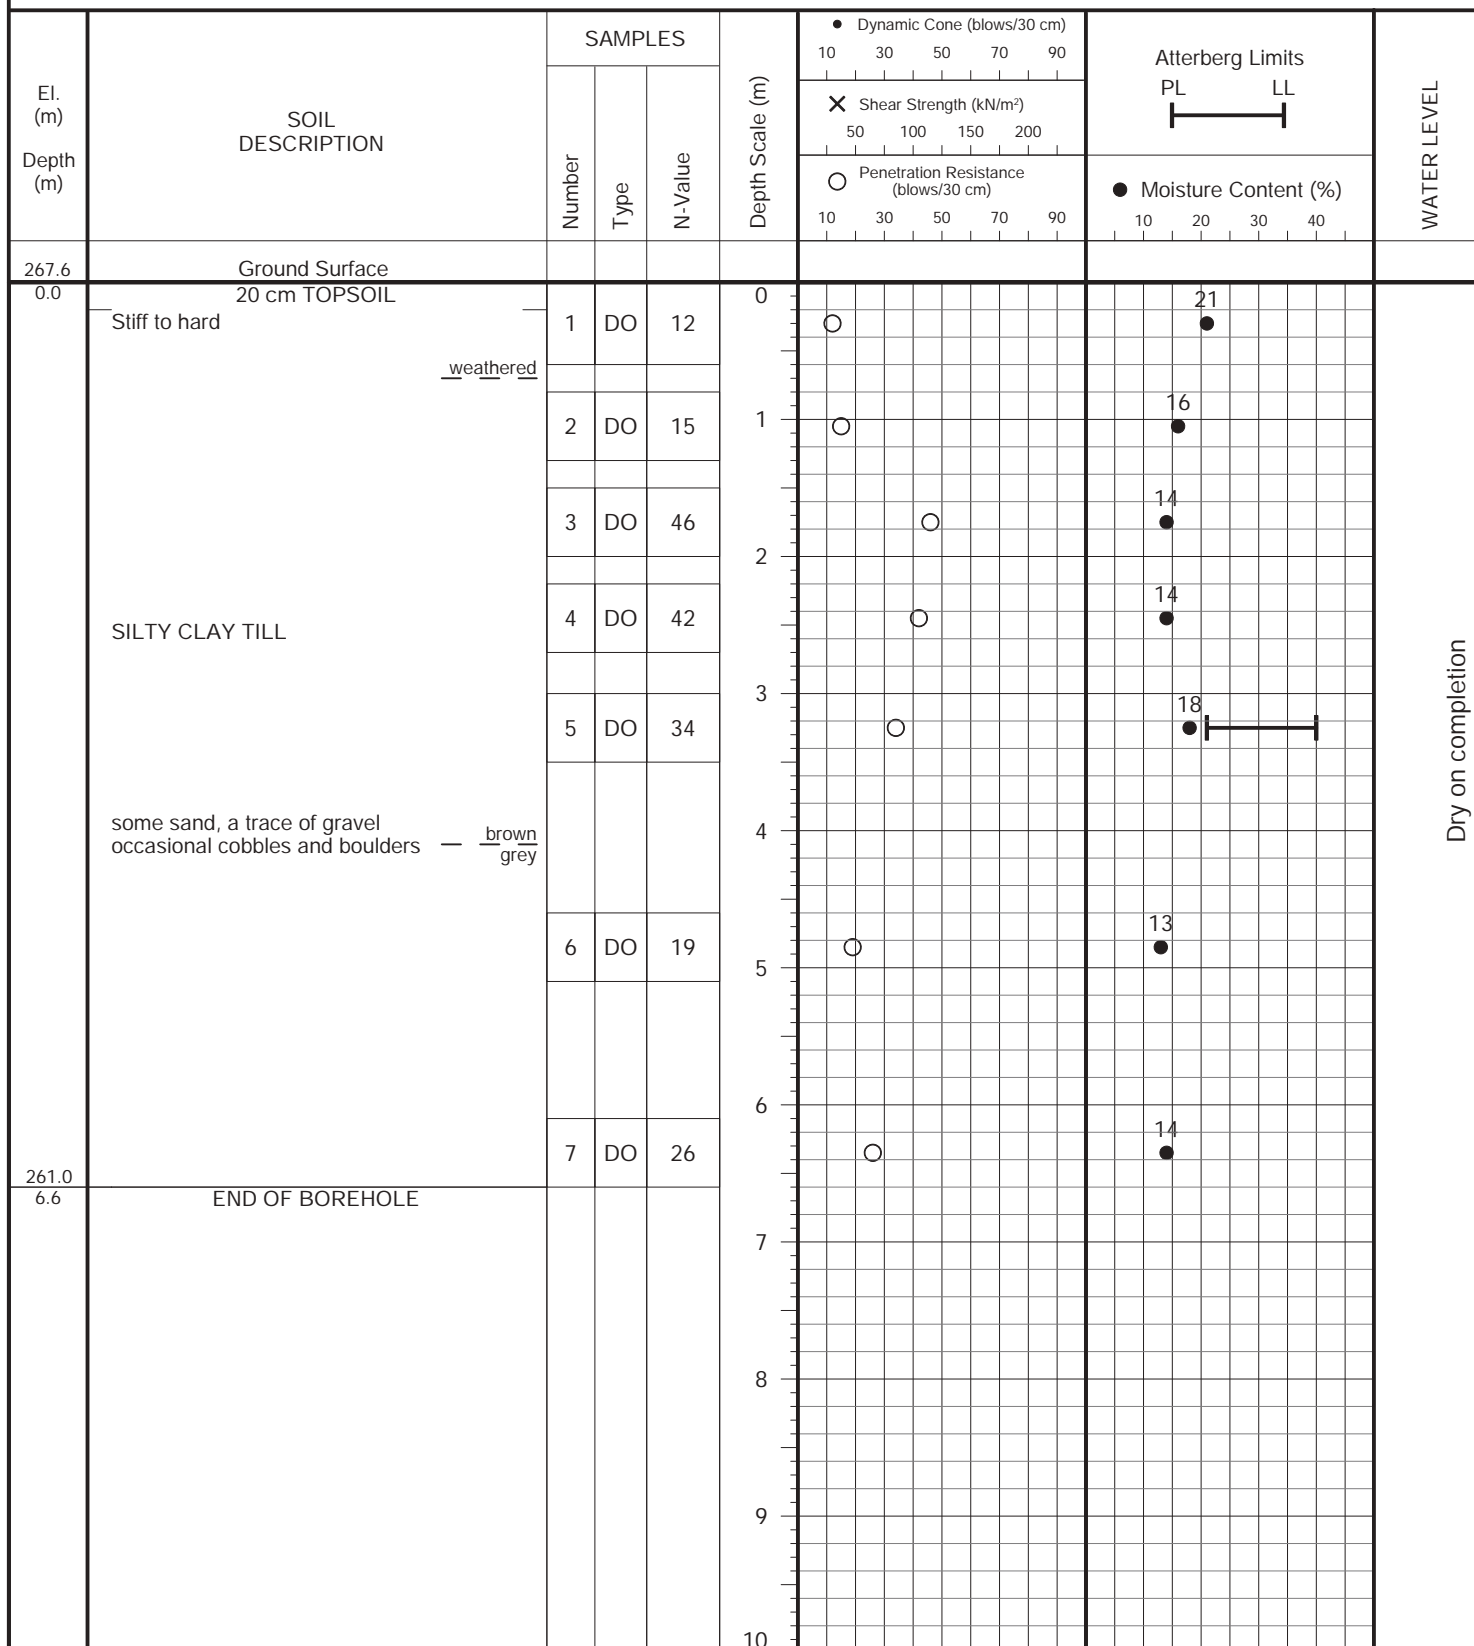 El.
(m)
Depth
(m)
SOIL
DESCRIPTION
SAMPLES
Number
Type
N-Value
Depth Scale (m)
Dynamic Cone (blows/30 cm)
10 30 50 70 90
Shear Strength (kN/m²)
50 100 150 200
Penetration Resistance
(blows/30 cm)
10 30 50 70 90
Atterberg Limits
PL LL
Moisture Content (%)
10 20 30 40
WATER LEVEL
267.6 Ground Surface
0.0 20 cm TOPSOIL 0
Stiff to hard 1 DO 12 21
weathered
2 DO 15 1 16
3 DO 46 14
2
SILTY CLAY TILL 4 DO 42 14
3
5 DO 34 18
some sand, a trace of gravel
occasional cobbles and boulders
brown
grey
4
6 DO 19 13
5
6
7 DO 26 14
261.0
6.6 END OF BOREHOLE
7
8
9
10
Dry on completion